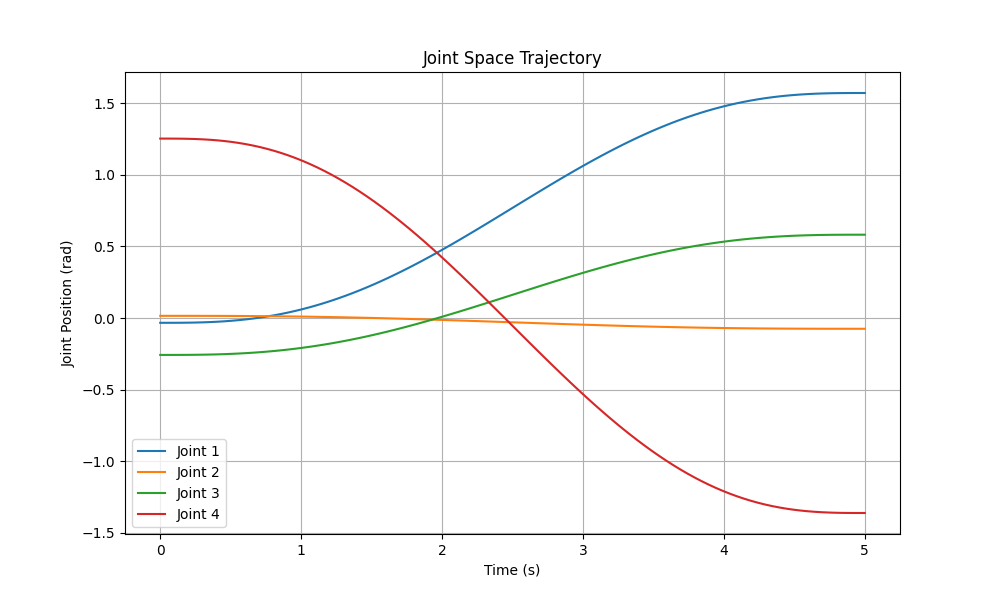 Joint Space Trajectory
Joint Position (rad)
1.5
1.0
0.5
0.0
−0.5
−1.0
−1.5
Joint 1
Joint 2
Joint 3
Joint 4
0 1 2 3 4 5
Time (s)